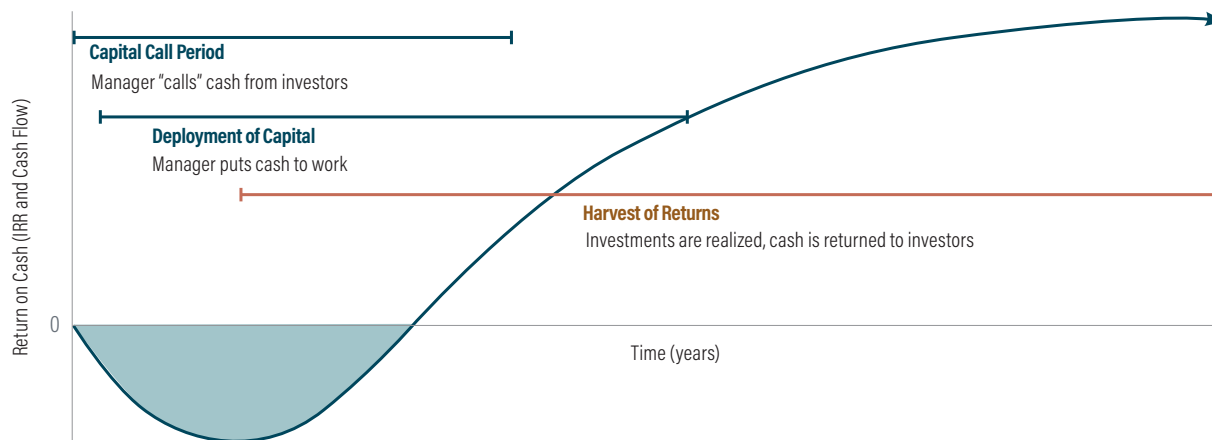 Capital Call Period
Manager “calls” cash from investors
Deployment of Capital
Manager puts cash to work
Harvest of Returns
Investments are realized, cash is returned to investors
Return on Cash (IRR and Cash Flow)
0
Time (years)